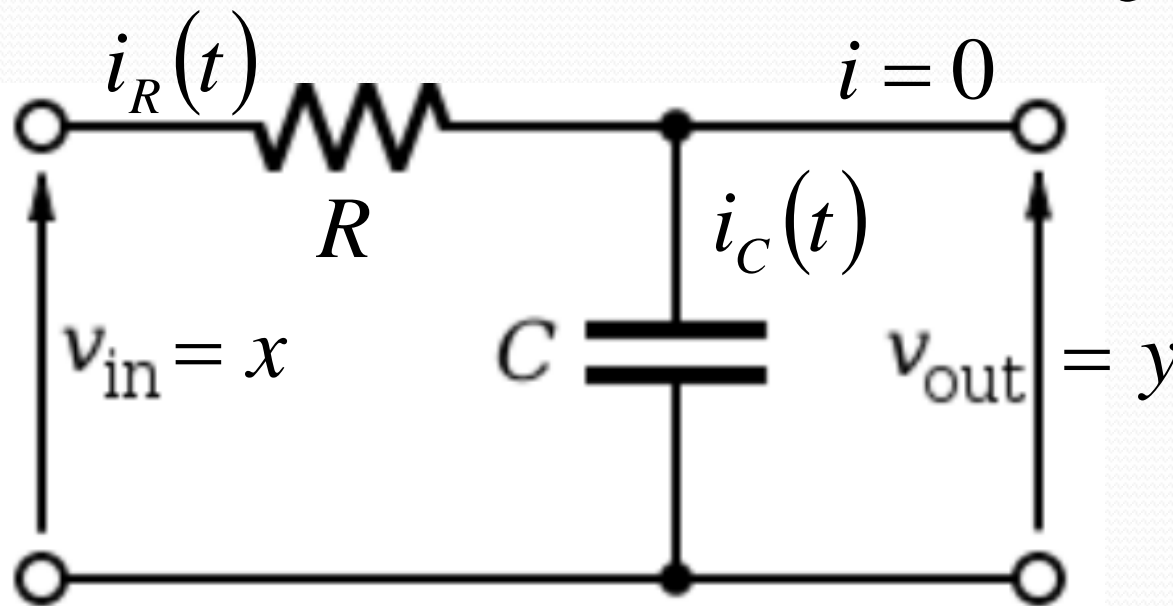 i_R(t)
i = 0
R
i_C(t)
v_in = x
C
v_out = y